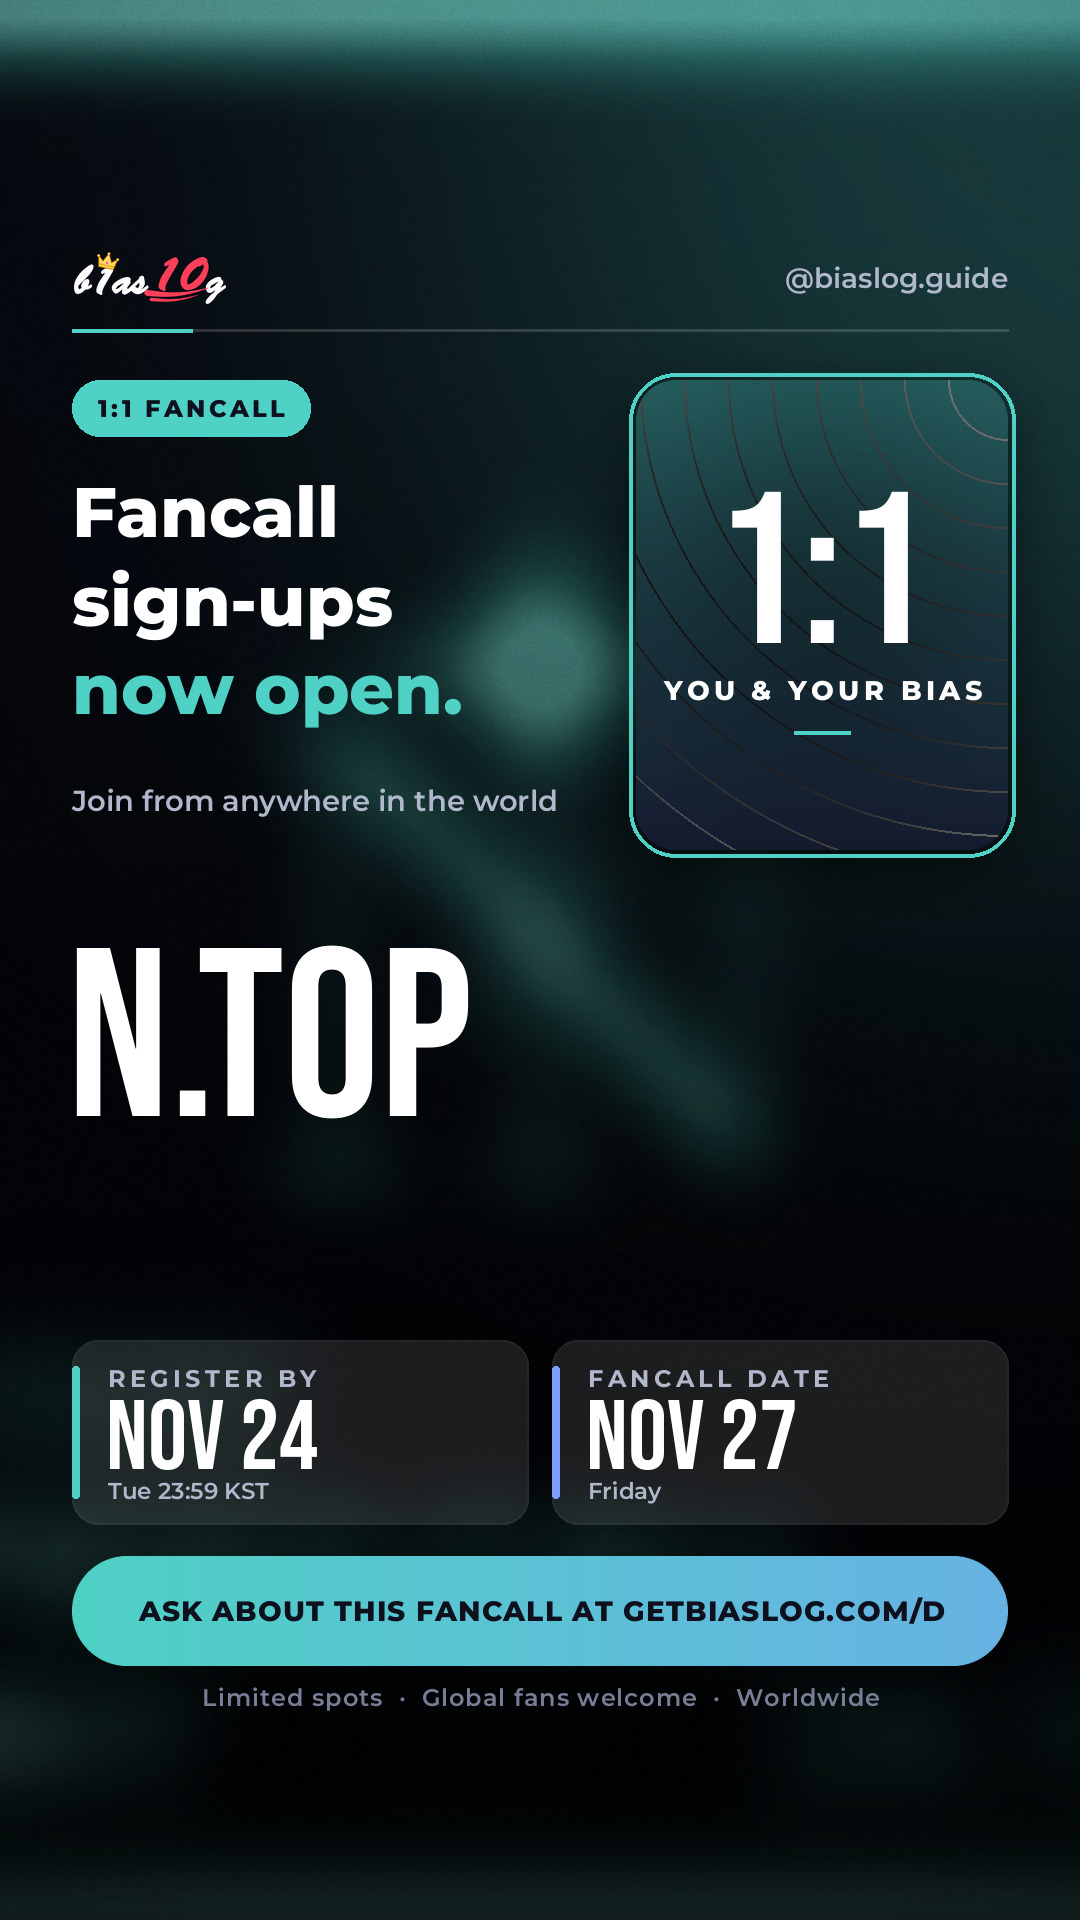 b1as10g
@biaslog.guide
1:1 FANCALL
Fancall
sign-ups
now open.
Join from anywhere in the world
1:1
YOU & YOUR BIAS
N.TOP
REGISTER BY
NOV 24
Tue 23:59 KST
FANCALL DATE
NOV 27
Friday
ASK ABOUT THIS FANCALL AT GETBIASLOG.COM/D
Limited spots · Global fans welcome · Worldwide